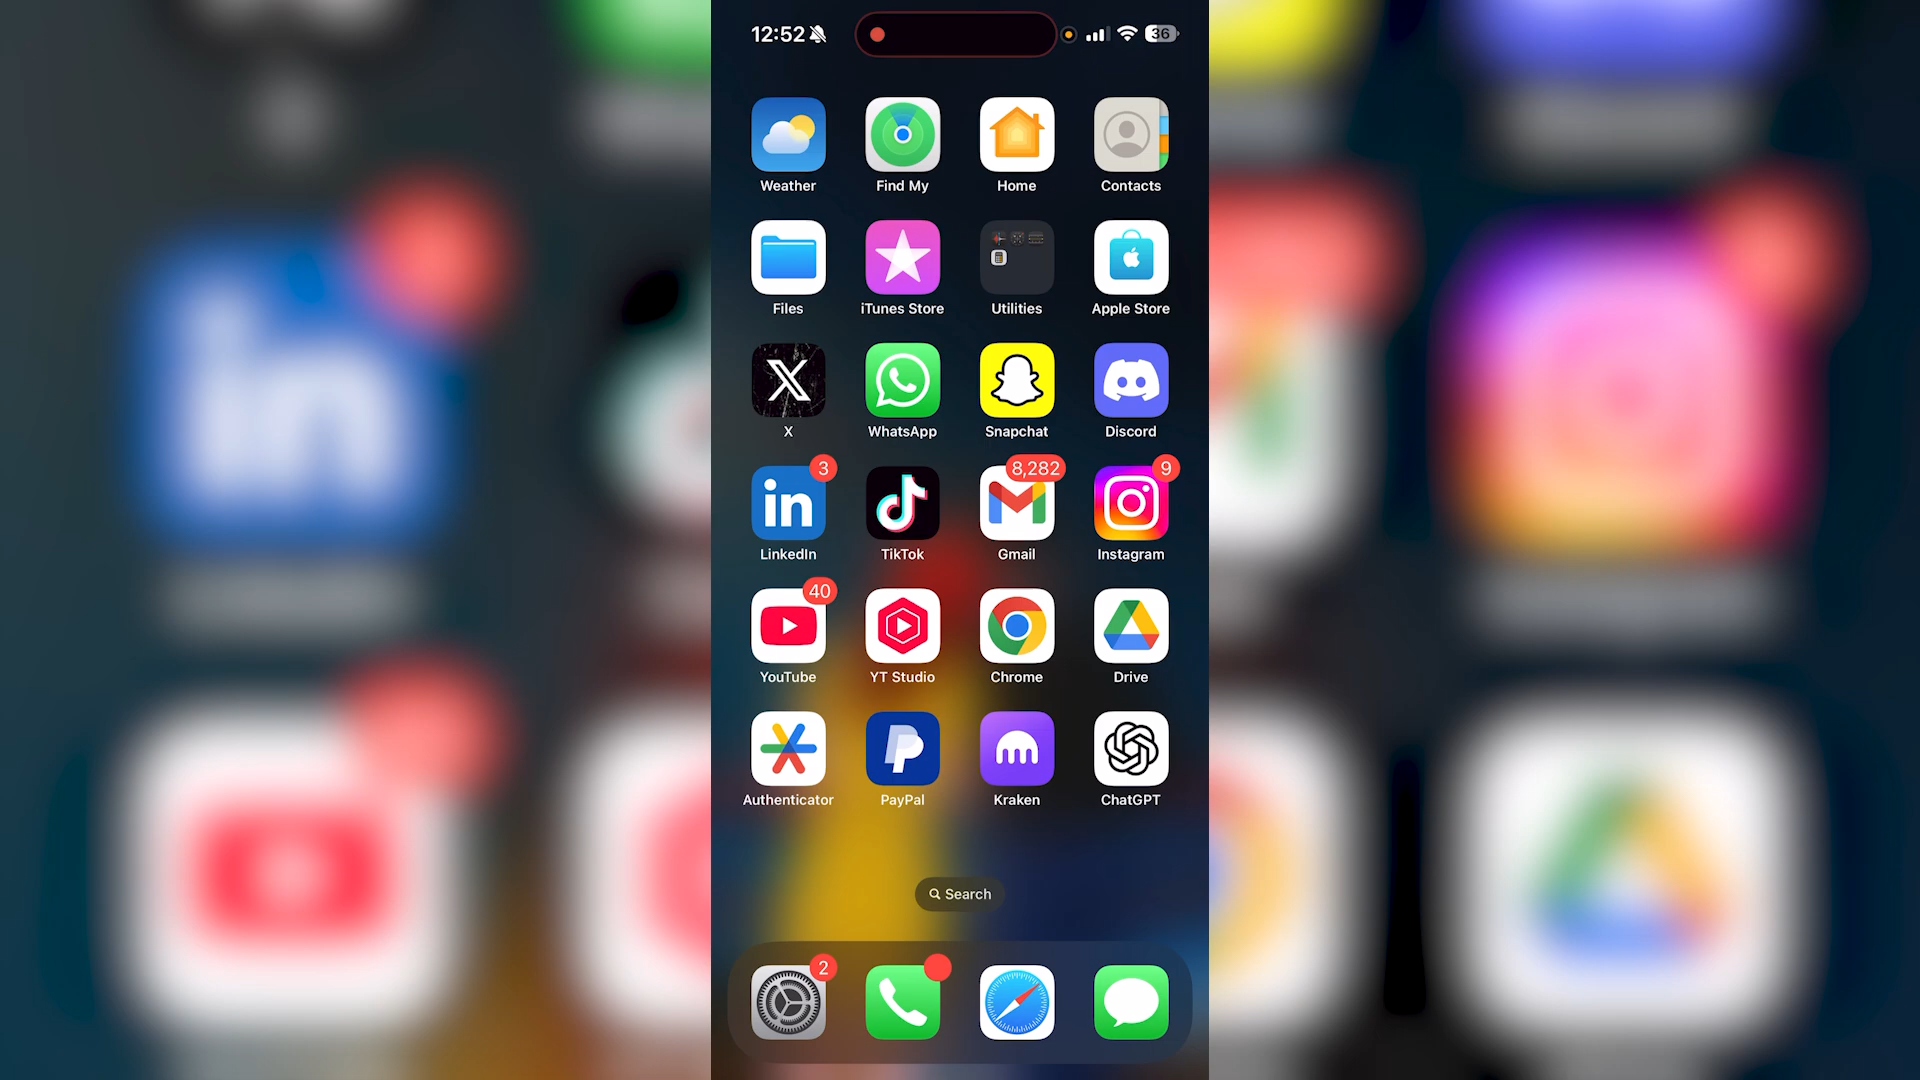 12:52 36
Weather Find My Home Contacts
Files iTunes Store Utilities Apple Store
X WhatsApp Snapchat Discord
3 8,282 9
in
LinkedIn TikTok Gmail Instagram
40
YouTube YT Studio Chrome Drive
Authenticator PayPal Kraken ChatGPT
Search
2